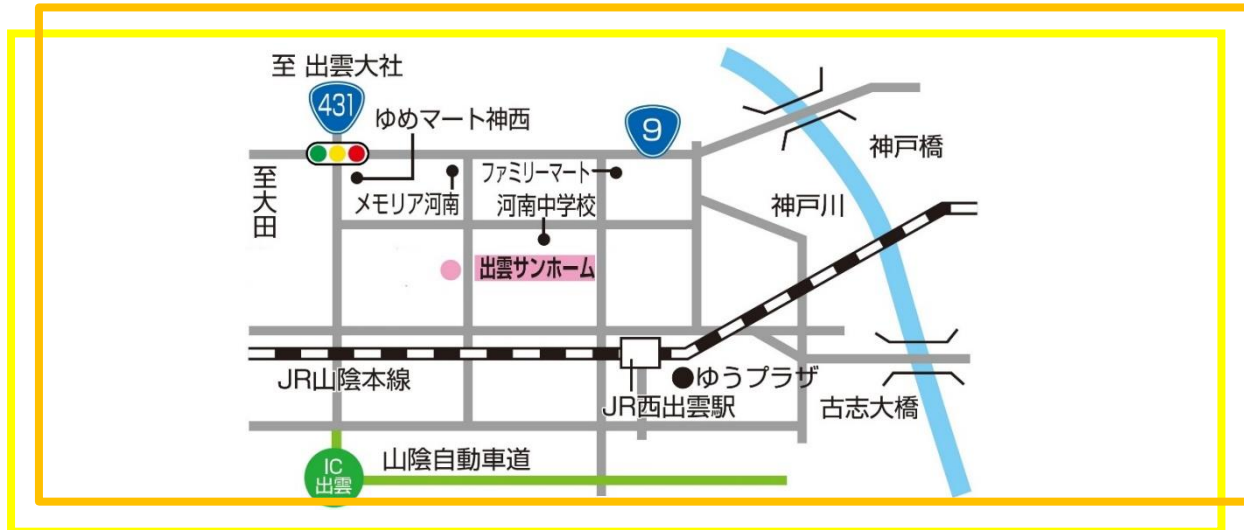 至 出雲大社
431
ゆめマート神西
9
神戸橋
至大田
メモリア河南
ファミリーマート
河南中学校
神戸川
出雲サンホーム
JR山陰本線
ゆうプラザ
JR西出雲駅
古志大橋
山陰自動車道
IC
出雲